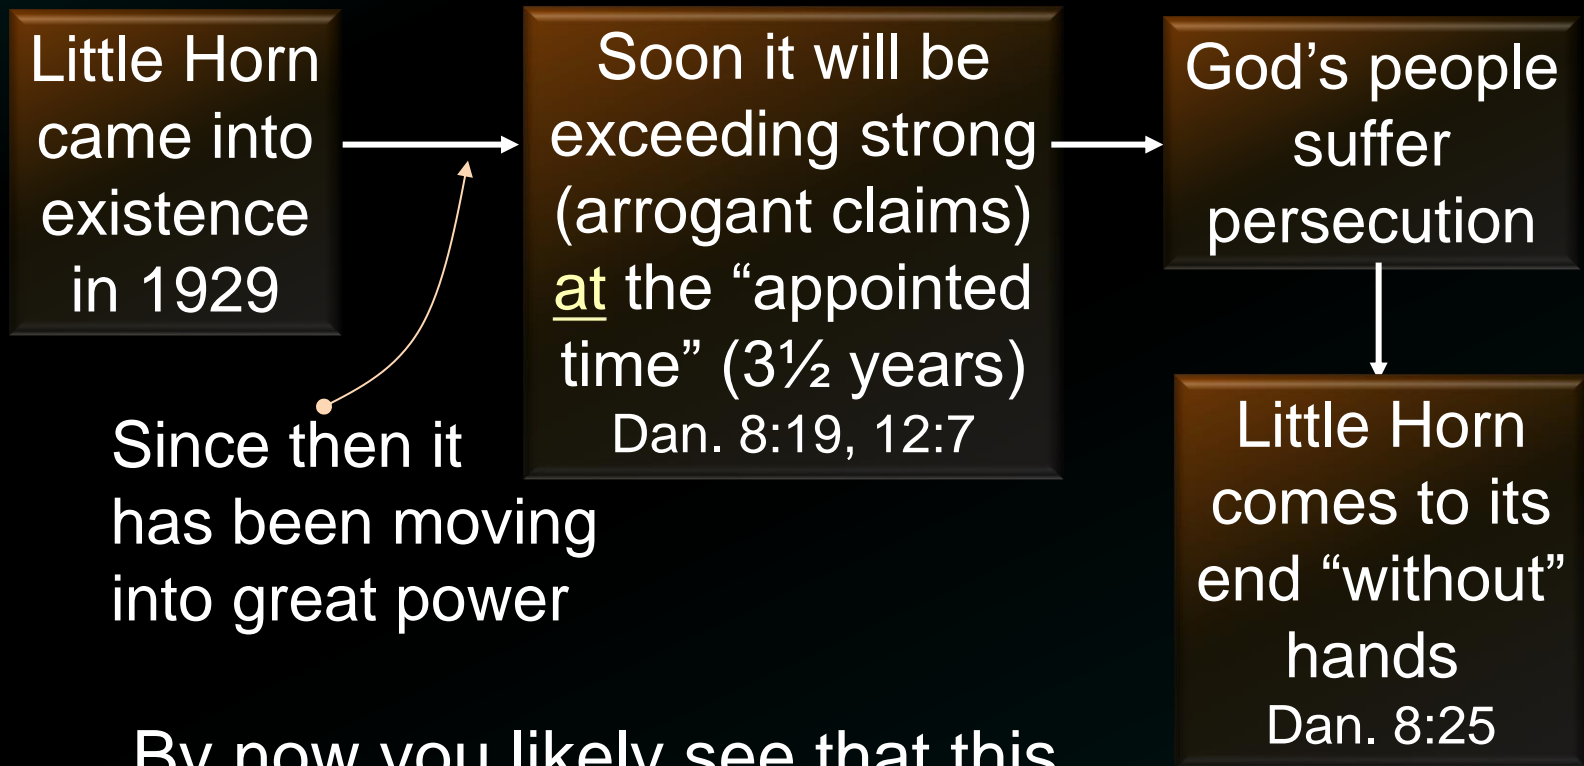 Little Horn
came into
existence
in 1929
Soon it will be
exceeding strong
(arrogant claims)
at the “appointed
time” (3½ years)
Dan. 8:19, 12:7
God’s people
suffer
persecution
Since then it
has been moving
into great power
Little Horn
comes to its
end “without”
hands
Dan. 8:25
By now you likely see that this